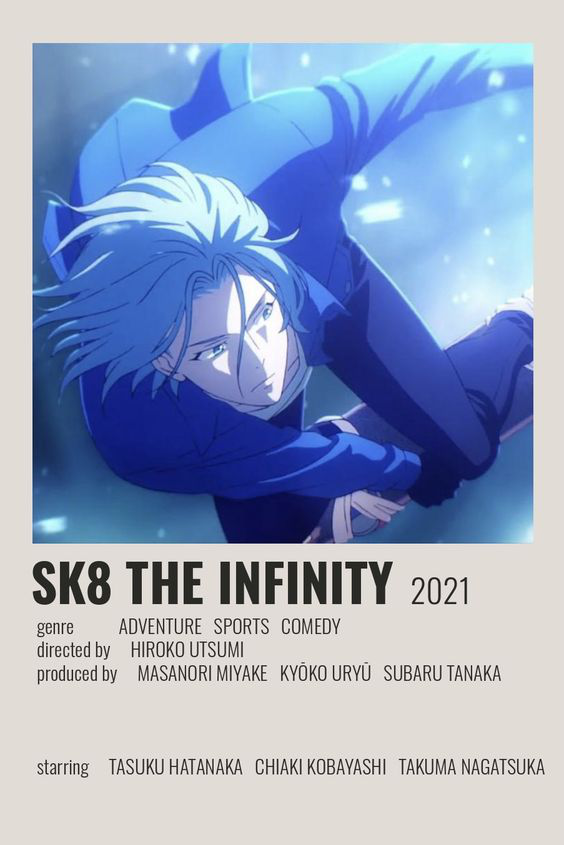 SK8 THE INFINITY 2021
genre ADVENTURE SPORTS COMEDY
directed by HIROKO UTSUMI
produced by MASANORI MIYAKE KYŌKO URYŪ SUBARU TANAKA
starring TASUKU HATANAKA CHIAKI KOBAYASHI TAKUMA NAGATSUKA